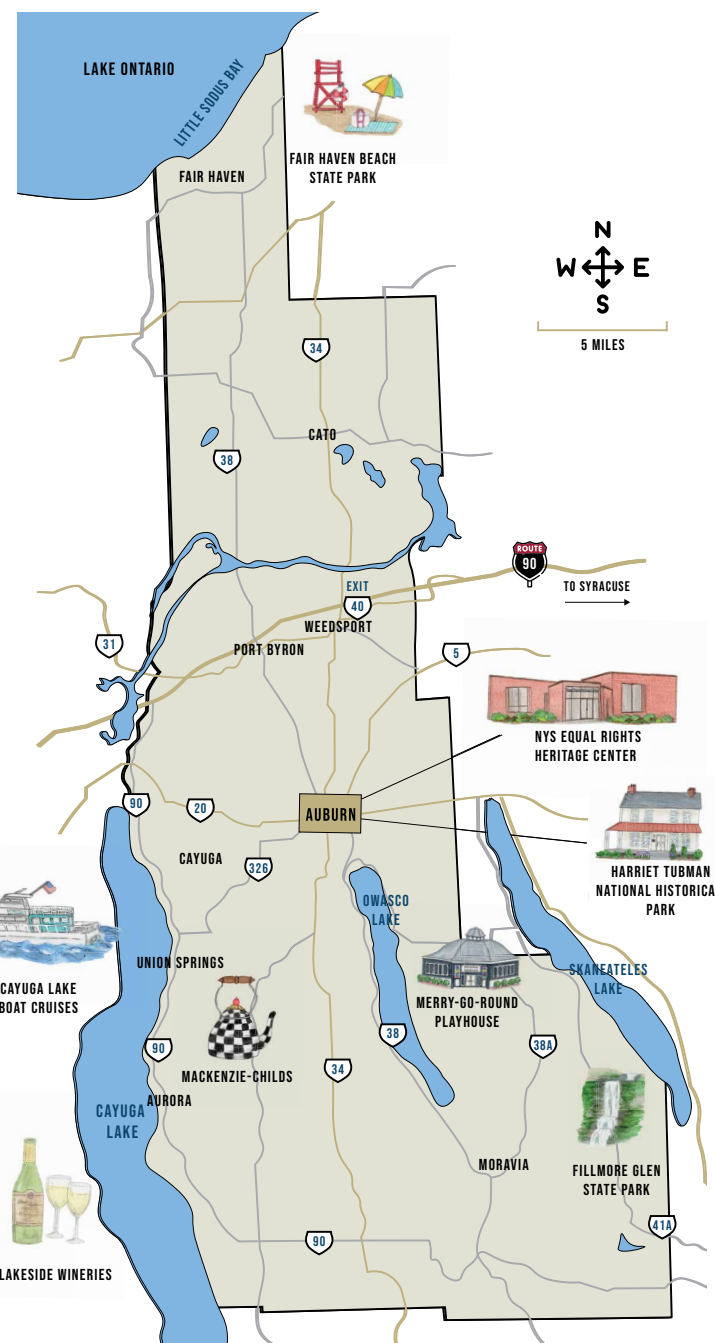 LAKE ONTARIO
LITTLE SODUS BAY
FAIR HAVEN BEACH
STATE PARK
FAIR HAVEN
N
W E
S
5 MILES
34
CATO
38
ROUTE
90
EXIT
40
TO SYRACUSE
WEEDSPORT
31
PORT BYRON
5
NYS EQUAL RIGHTS
HERITAGE CENTER
90
20
AUBURN
CAYUGA
326
HARRIET TUBMAN
NATIONAL HISTORICA
PARK
OWASCO
LAKE
UNION SPRINGS
SKANEATELES
LAKE
CAYUGA LAKE
BOAT CRUISES
MERRY-GO-ROUND
PLAYHOUSE
38
38A
90
34
MACKENZIE-CHILDS
AURORA
CAYUGA
LAKE
MORAVIA
FILLMORE GLEN
STATE PARK
41A
90
LAKESIDE WINERIES